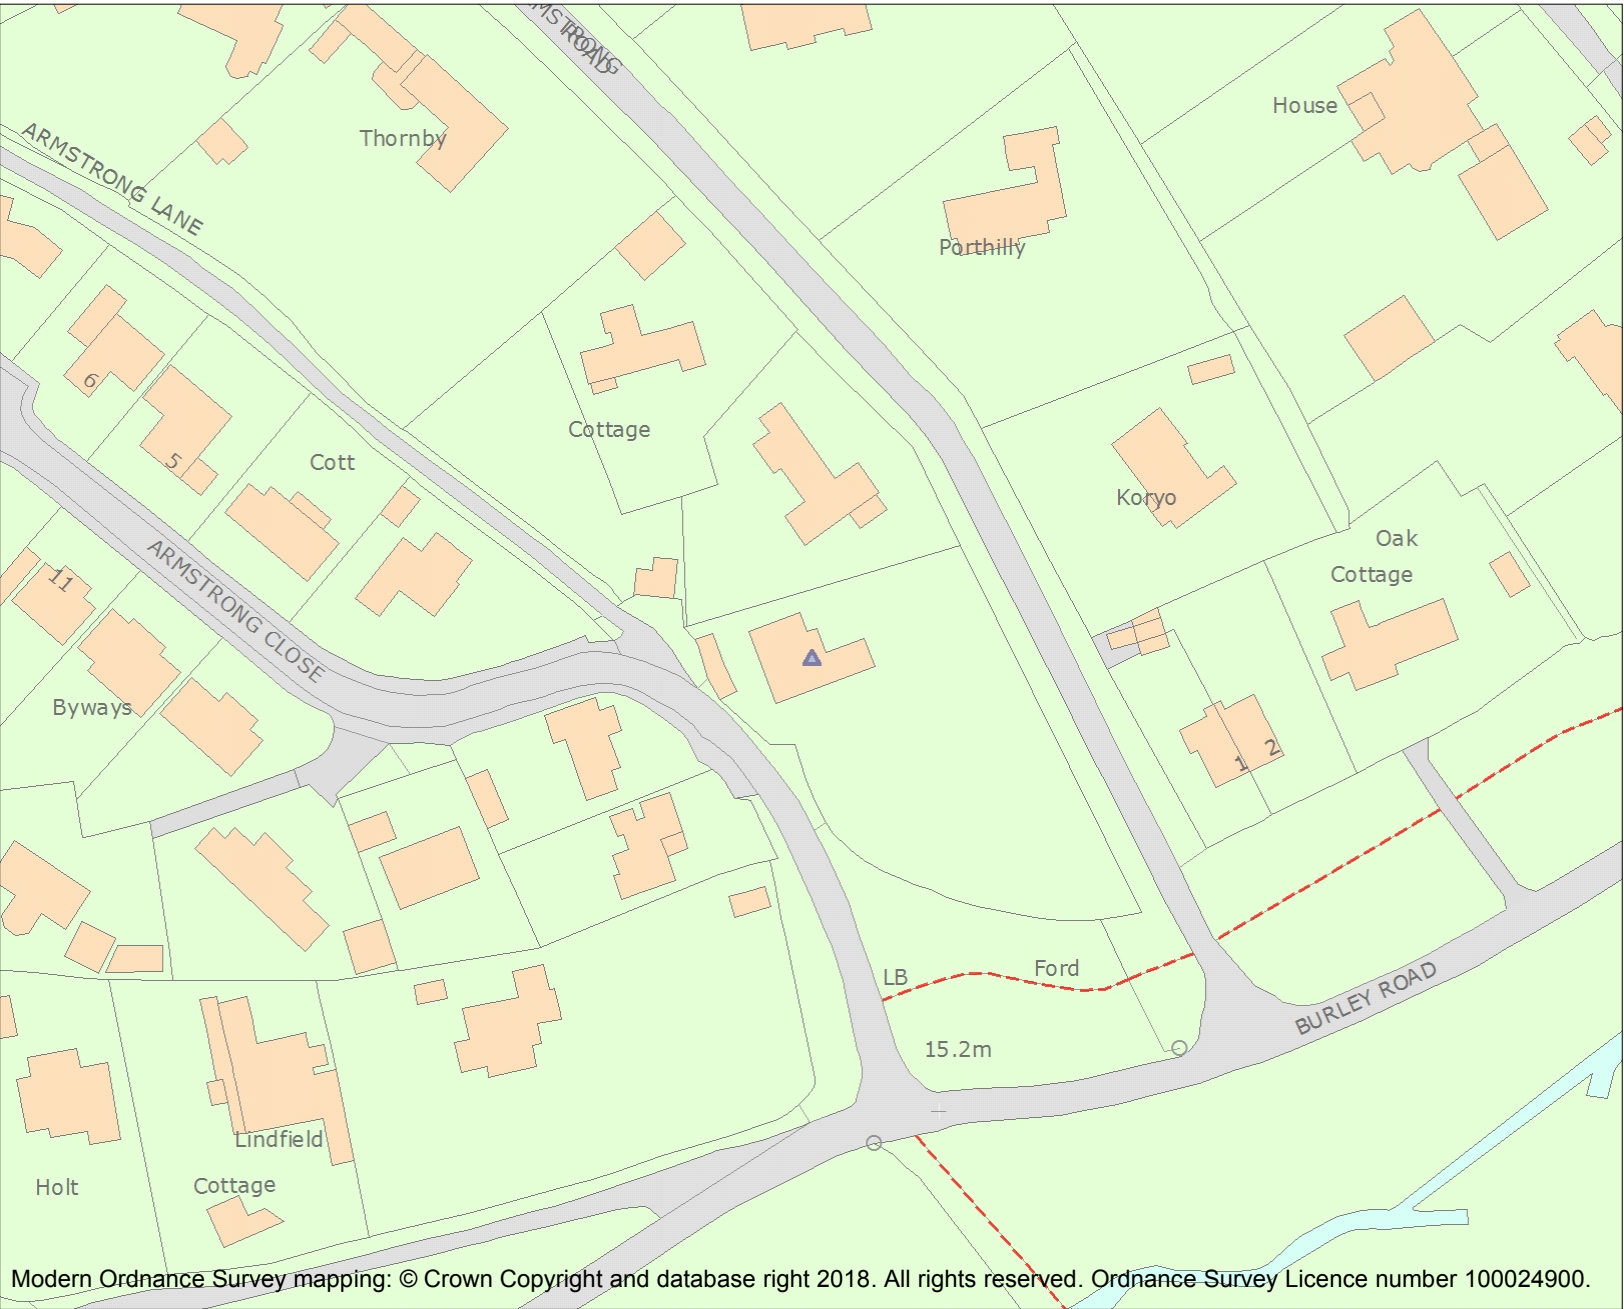 ARMSTRONG
ROAD
House
Thornby
ARMSTRONG LANE
Porthilly
6
Cottage
5
Cott
Koryo
Oak
Cottage
11
ARMSTRONG CLOSE
Byways
2
1
LB
Ford
BURLEY ROAD
15.2m
Lindfield
Cottage
Holt
Modern Ordnance Survey mapping: © Crown Copyright and database right 2018. All rights reserved. Ordnance Survey Licence number 100024900.